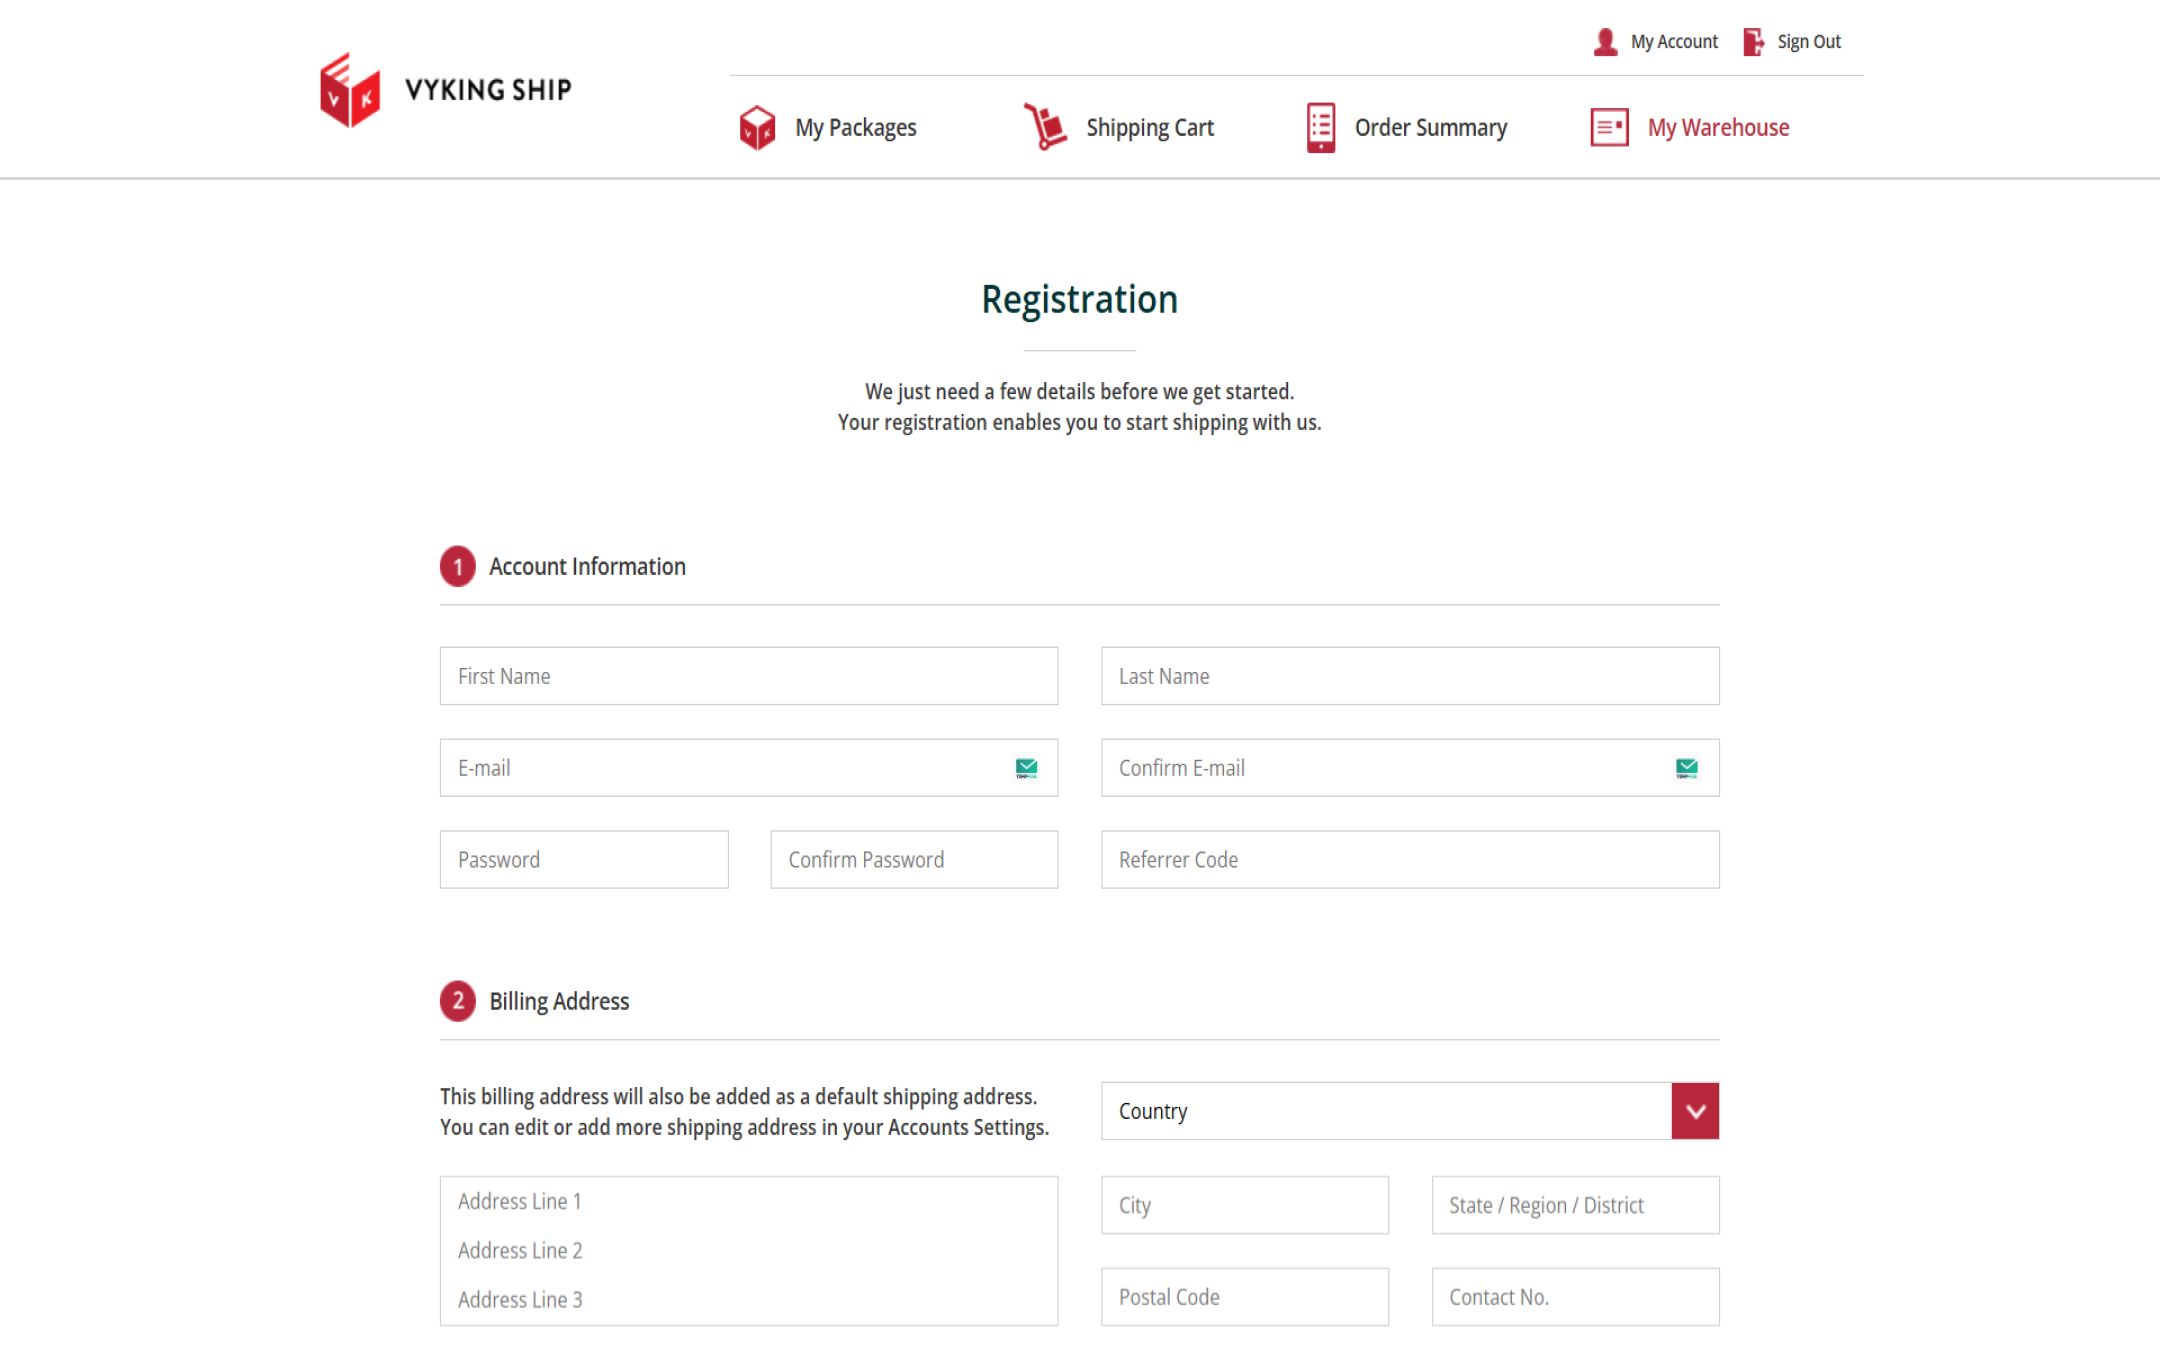 My Account
Sign Out
VYKING SHIP
V K
My Packages
Shipping Cart
Order Summary
My Warehouse
Registration
We just need a few details before we get started.
Your registration enables you to start shipping with us.
1 Account Information
First Name
Last Name
E-mail
Confirm E-mail
Password
Confirm Password
Referrer Code
2 Billing Address
This billing address will also be added as a default shipping address.
You can edit or add more shipping address in your Accounts Settings.
Country
Address Line 1
Address Line 2
Address Line 3
City
State / Region / District
Postal Code
Contact No.